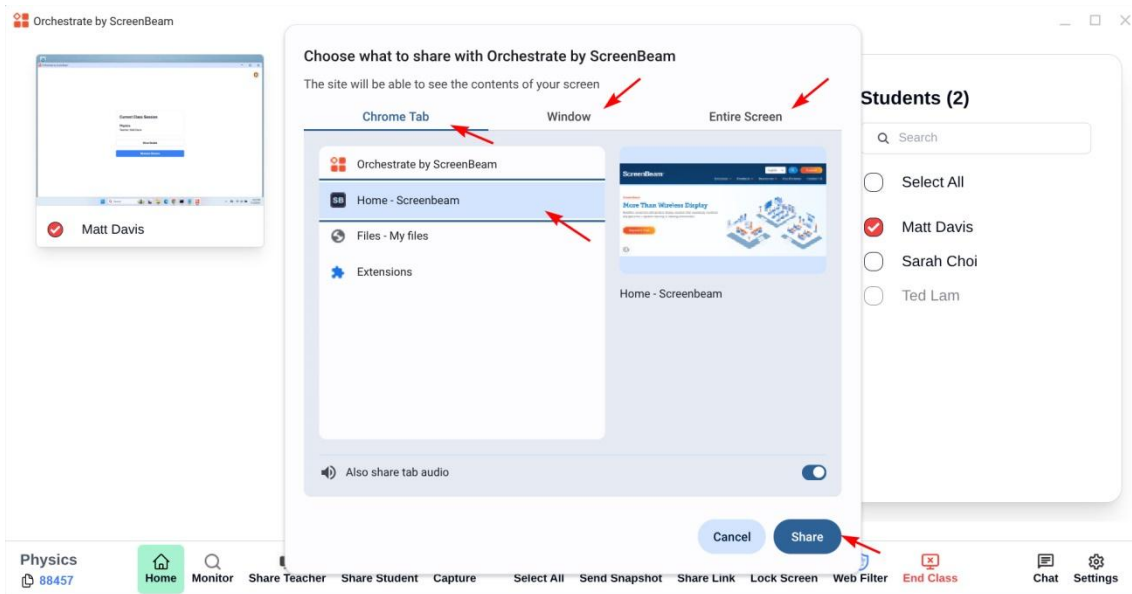 Orchestrate by ScreenBeam
Matt Davis
Choose what to share with Orchestrate by ScreenBeam
The site will be able to see the contents of your screen
Chrome Tab Window Entire Screen
Orchestrate by ScreenBeam
SB Home - Screenbeam
Files - My files
Extensions
ScreenBeam
More Than Wireless Display
Home - Screenbeam
Also share tab audio
Cancel Share
Students (2)
Search
Select All
Matt Davis
Sarah Choi
Ted Lam
Physics
88457
Home Monitor Share Teacher Share Student Capture Select All Send Snapshot Share Link Lock Screen Web Filter End Class Chat Settings